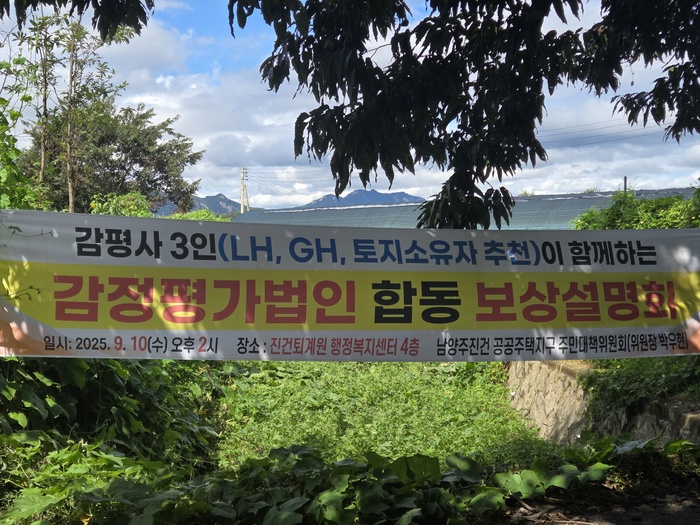 감평사 3인(LH, GH, 토지소유자 추천)이 함께하는
감정평가법인 합동 보상설명회
일시: 2025. 9. 10(수) 오후 2시 장소 : 진건퇴계원 행정복지센터 4층 남양주진건 공공주택지구 주민대책위원회(위원장 박우현)